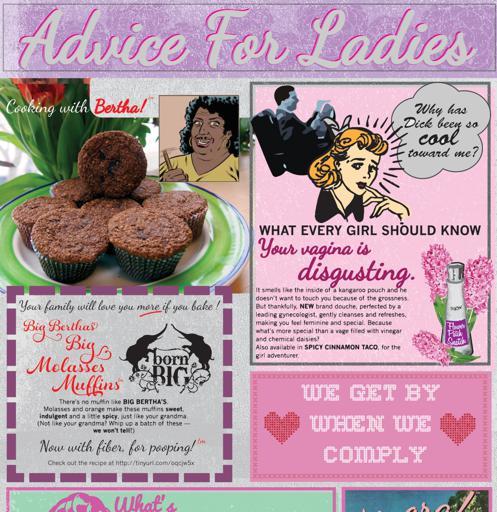 Advice For Ladies
Cooking with Bertha!
Why has
Dick been so
cool
toward me?
WHAT EVERY GIRL SHOULD KNOW
Your vagina is
disgusting.
It smells like the inside of a kangaroo pouch and he
doesn't want to touch you because of the grossness.
But thankfully, NEW brand douche, perfected by a
leading gynecologist, gently cleanses and refreshes,
making you feel feminine and special. Because
what's more special than a vage filled with vinegar
and chemical daisies?
Also available in SPICY CINNAMON TACO, for the
girl adventurer.
Flower
Fresh
Snatch
Your family will love you more if you bake!
Big Bertha's
Big
Molasses
Muffins
born
BIG
There's no muffin like BIG BERTHA'S.
Molasses and orange make these muffins sweet,
indulgent and a little spicy, just like your grandma.
(Not like your grandma? Whip up a batch of these —
we won't tell!)
Now with fiber, for pooping!
Check out the recipe at http://tinyurl.com/oqcjw5x
WE GET BY
WHEN WE
COMPLY
What's